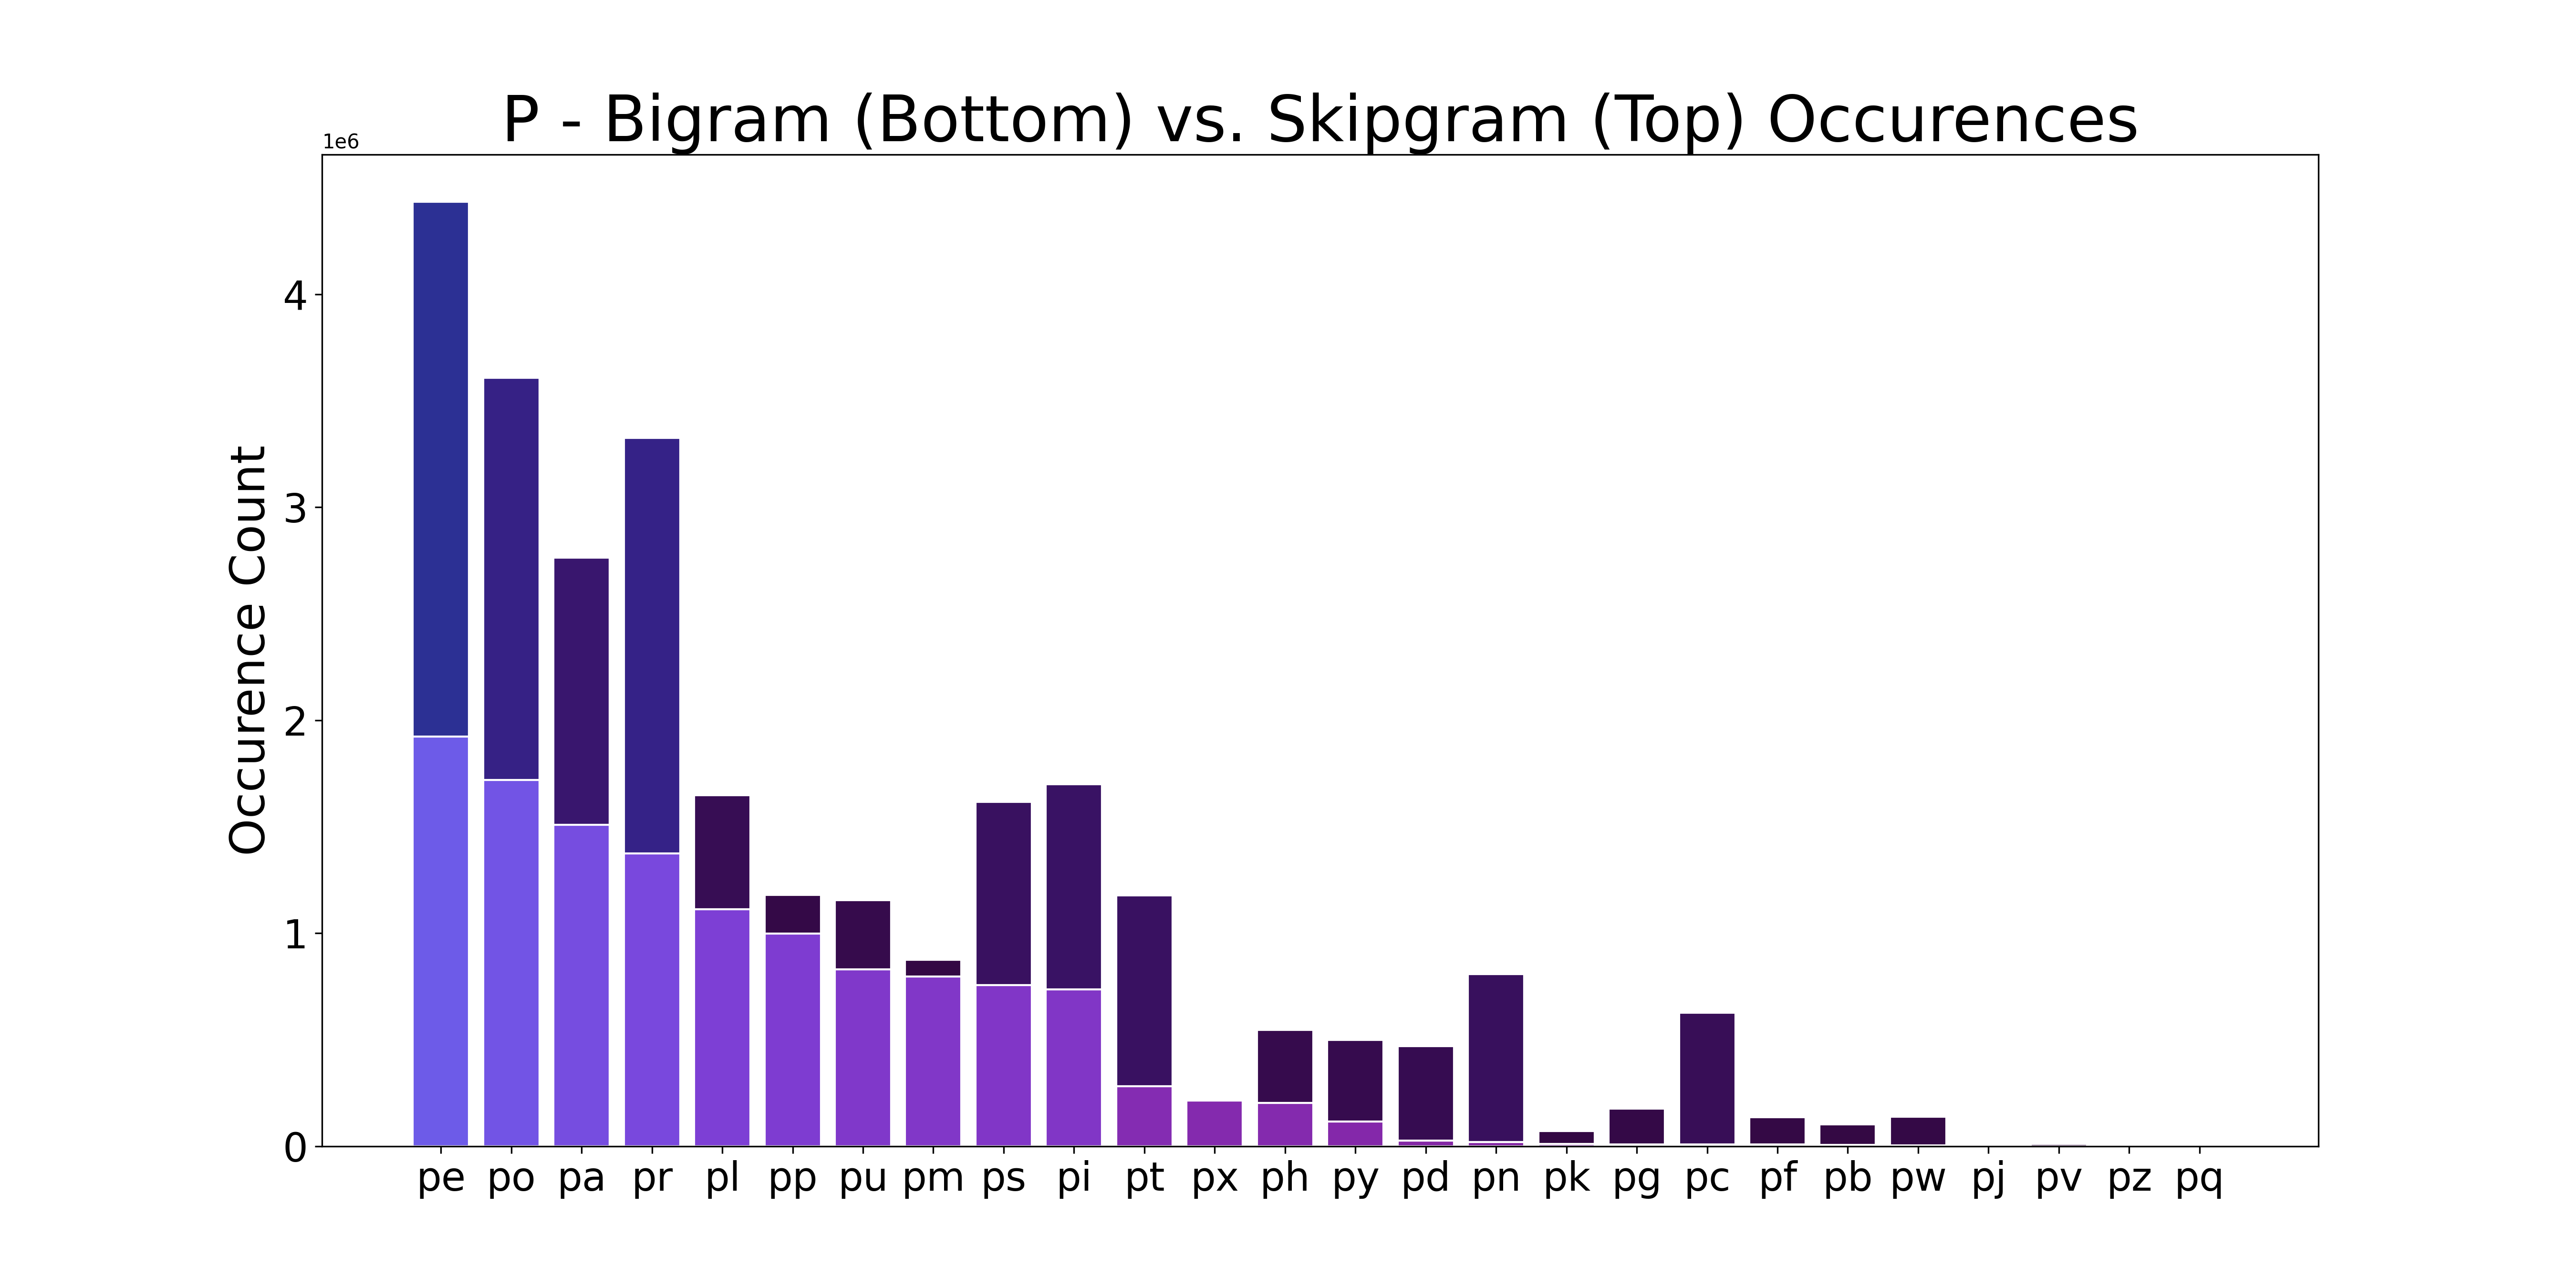 P - Bigram (Bottom) vs. Skipgram (Top) Occurences
1e6
4
3
2
1
0
Occurence Count
pe po pa pr pl pp pu pm ps pi pt px ph py pd pn pk pg pc pf pb pw pj pv pz pq